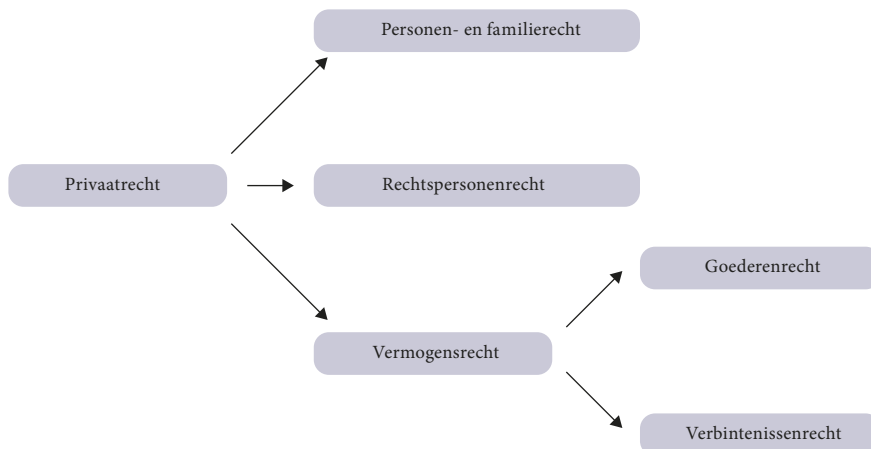 Personen- en familierecht
Privaatrecht
Rechtspersonenrecht
Goederenrecht
Vermogensrecht
Verbintenissenrecht